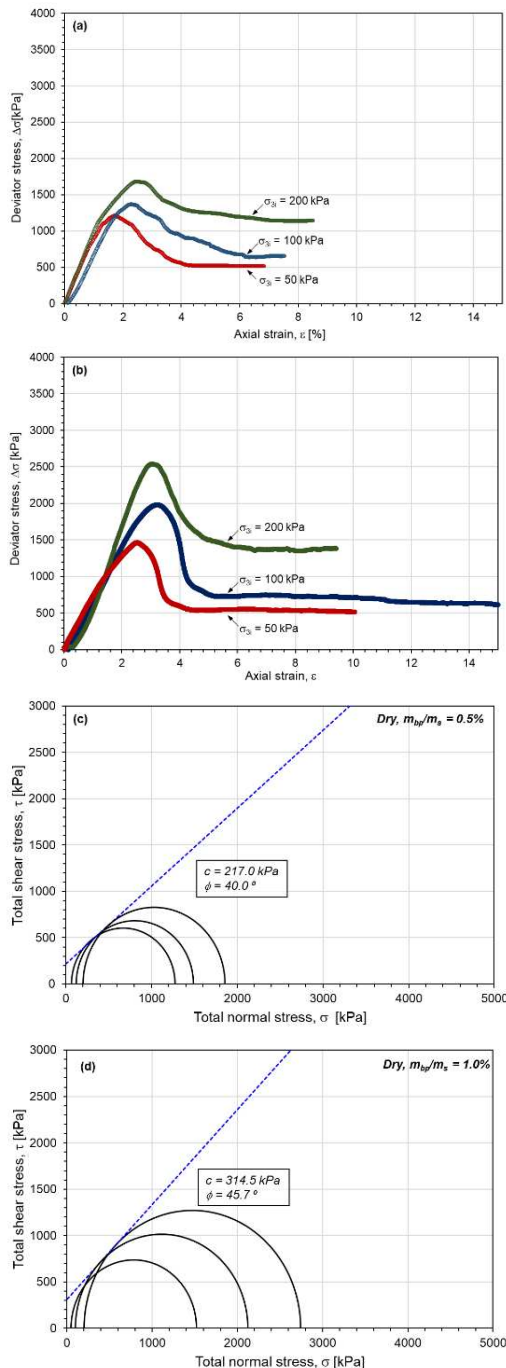 (a)
4000
3500
3000
2500
2000
1500
1000
500
0
Deviator stress, Δσ[kPa]
σ3i = 200 kPa
σ3i = 100 kPa
σ3i = 50 kPa
0 2 4 6 8 10 12 14
Axial strain, ε [%]
(b)
4000
3500
3000
2500
2000
1500
1000
500
0
Deviator stress, Δσ[kPa]
σ3i = 200 kPa
σ3i = 100 kPa
σ3i = 50 kPa
0 2 4 6 8 10 12 14
Axial strain, ε
(c)
Dry, mbp/ms = 0.5%
3000
2500
2000
1500
1000
500
0
Total shear stress, τ [kPa]
c = 217.0 kPa
ϕ = 40.0 º
0 1000 2000 3000 4000 5000
Total normal stress, σ [kPa]
(d)
Dry, mbp/ms = 1.0%
3000
2500
2000
1500
1000
500
0
Total shear stress, τ [kPa]
c = 314.5 kPa
ϕ = 45.7 º
0 1000 2000 3000 4000 5000
Total normal stress, σ [kPa]